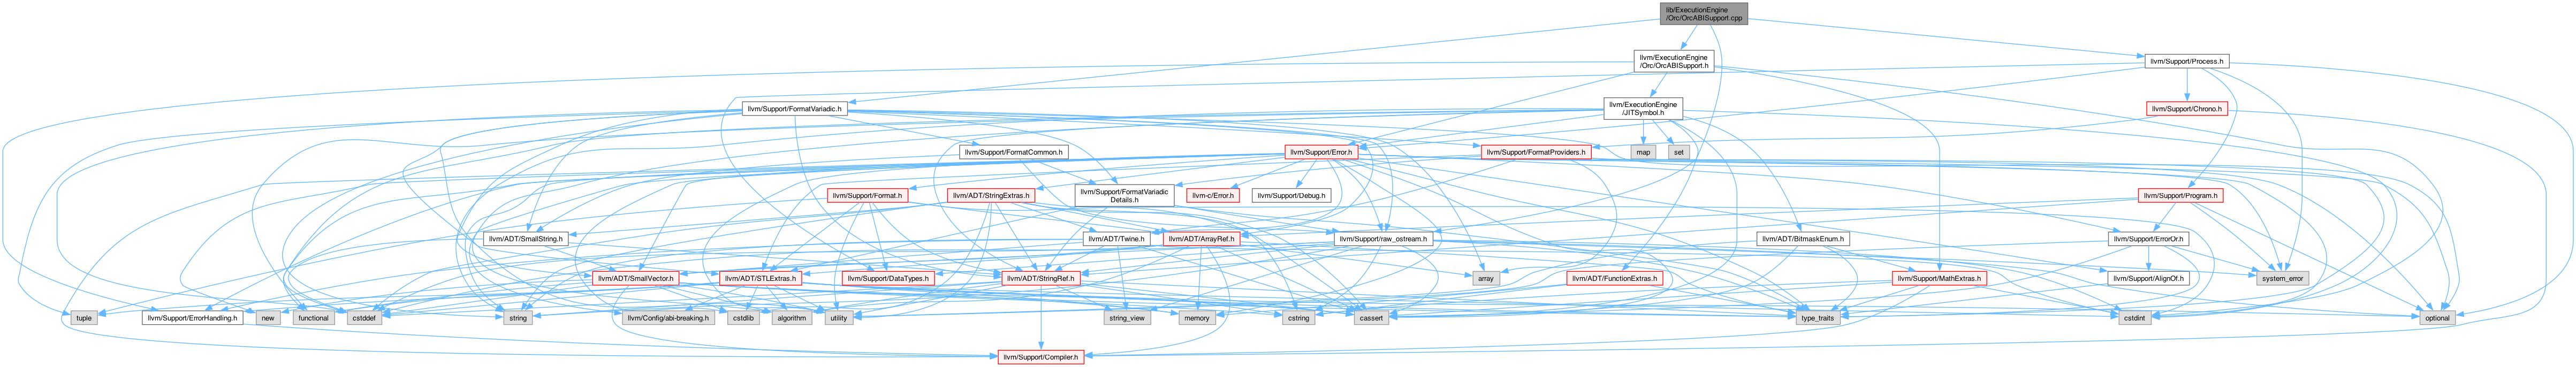 lib/ExecutionEngine
/Orc/OrcABISupport.cpp
llvm/ExecutionEngine
/Orc/OrcABISupport.h
llvm/Support/Process.h
llvm/Support/FormatVariadic.h
llvm/ExecutionEngine
/JITSymbol.h
llvm/Support/Chrono.h
llvm/Support/FormatCommon.h
llvm/Support/Error.h
llvm/Support/FormatProviders.h
map
set
llvm/Support/Format.h
llvm/ADT/StringExtras.h
llvm/Support/FormatVariadic
Details.h
llvm-c/Error.h
llvm/Support/Debug.h
llvm/Support/Program.h
llvm/ADT/SmallString.h
llvm/ADT/Twine.h
llvm/ADT/ArrayRef.h
llvm/Support/raw_ostream.h
llvm/ADT/BitmaskEnum.h
llvm/Support/ErrorOr.h
llvm/ADT/SmallVector.h
llvm/ADT/STLExtras.h
llvm/Support/DataTypes.h
llvm/ADT/StringRef.h
array
llvm/ADT/FunctionExtras.h
llvm/Support/MathExtras.h
llvm/Support/AlignOf.h
system_error
tuple
llvm/Support/ErrorHandling.h
new
functional
cstddef
string
llvm/Config/abi-breaking.h
cstdlib
algorithm
utility
string_view
memory
cstring
cassert
type_traits
cstdint
optional
llvm/Support/Compiler.h